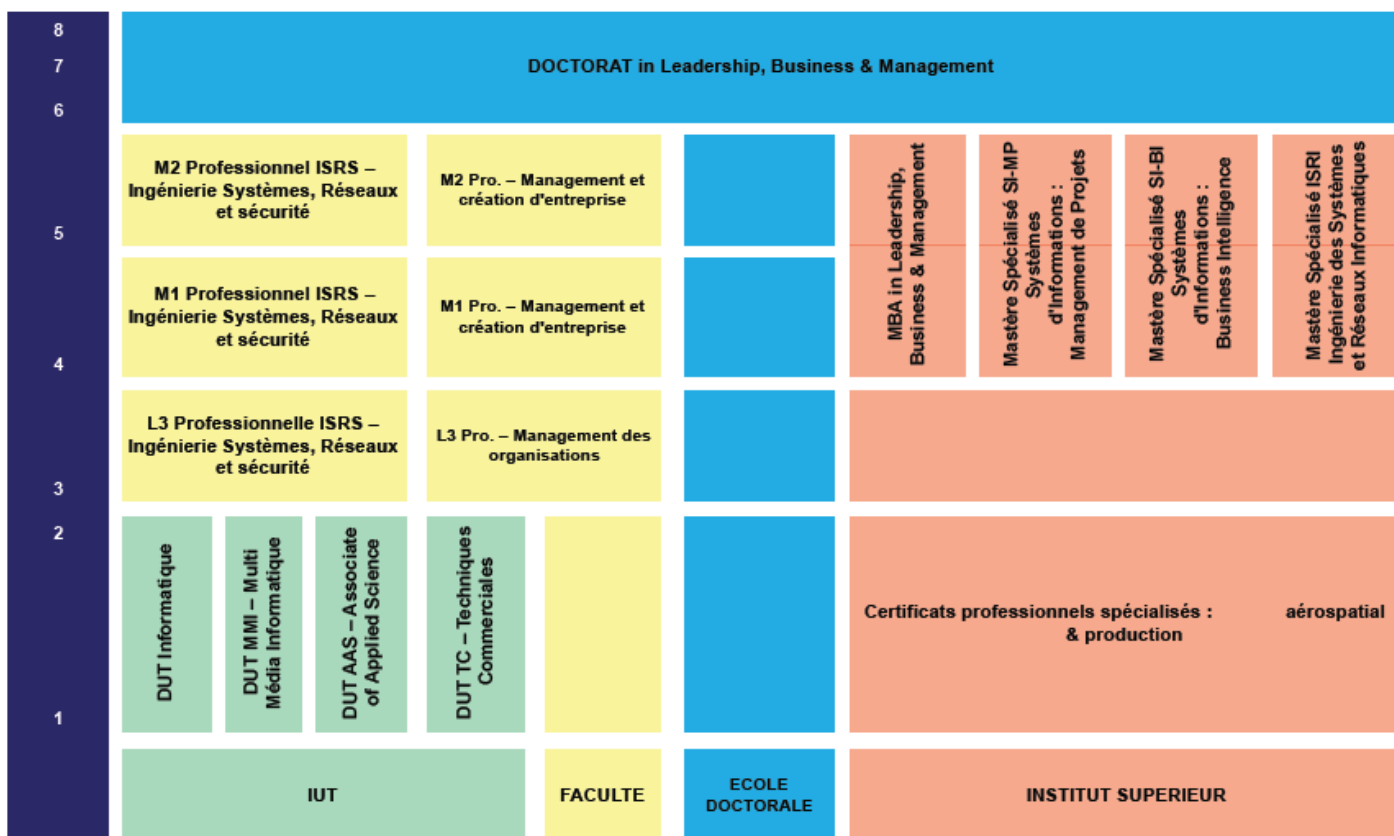 8
7
6
DOCTORAT in Leadership, Business & Management
5
M2 Professionnel ISRS –
Ingénierie Systèmes, Réseaux
et sécurité
M2 Pro. – Management et
création d'entreprise
MBA in Leadership,
Business & Management
Mastère Spécialisé SI-MP
Systèmes
d'Informations :
Management de Projets
Mastère Spécialisé SI-BI
Systèmes
d'Informations :
Business Intelligence
Mastère Spécialisé ISRI
Ingénierie des Systèmes
et Réseaux Informatiques
4
M1 Professionnel ISRS –
Ingénierie Systèmes, Réseaux
et sécurité
M1 Pro. – Management et
création d'entreprise
3
L3 Professionnelle ISRS –
Ingénierie Systèmes, Réseaux
et sécurité
L3 Pro. – Management des
organisations
2
1
DUT Informatique
DUT MMI – Multi
Média Informatique
DUT AAS – Associate
of Applied Science
DUT TC – Techniques
Commerciales
Certificats professionnels spécialisés : aérospatial
& production
IUT
FACULTE
ECOLE
DOCTORALE
INSTITUT SUPERIEUR